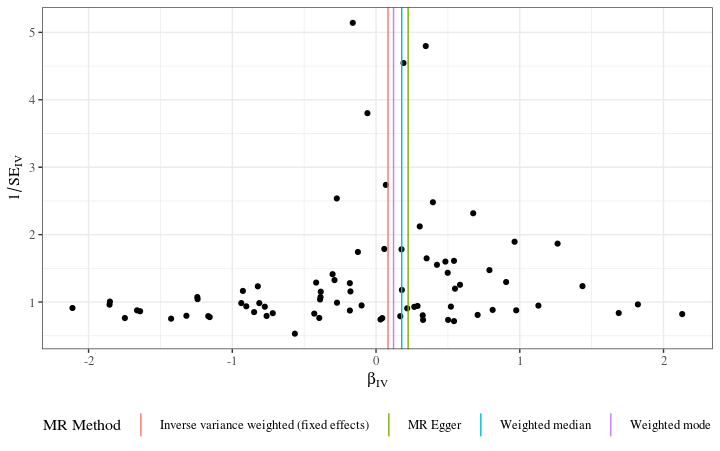 5
4
3
2
1
1/SE_IV
-2
-1
0
1
2
β_IV
MR Method
Inverse variance weighted (fixed effects)
MR Egger
Weighted median
Weighted mode